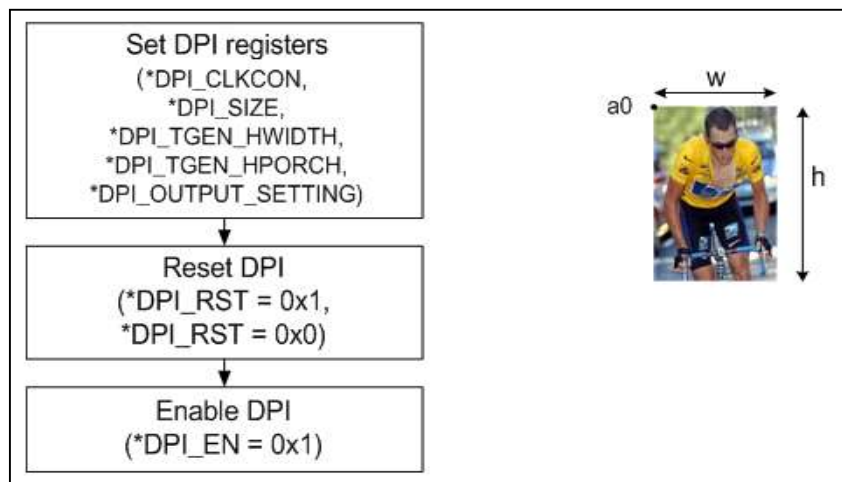 Set DPI registers
(*DPI_CLKCON,
*DPI_SIZE,
*DPI_TGEN_HWIDTH,
*DPI_TGEN_HPORCH,
*DPI_OUTPUT_SETTING)
Reset DPI
(*DPI_RST = 0x1,
*DPI_RST = 0x0)
Enable DPI
(*DPI_EN = 0x1)
w
a0
h